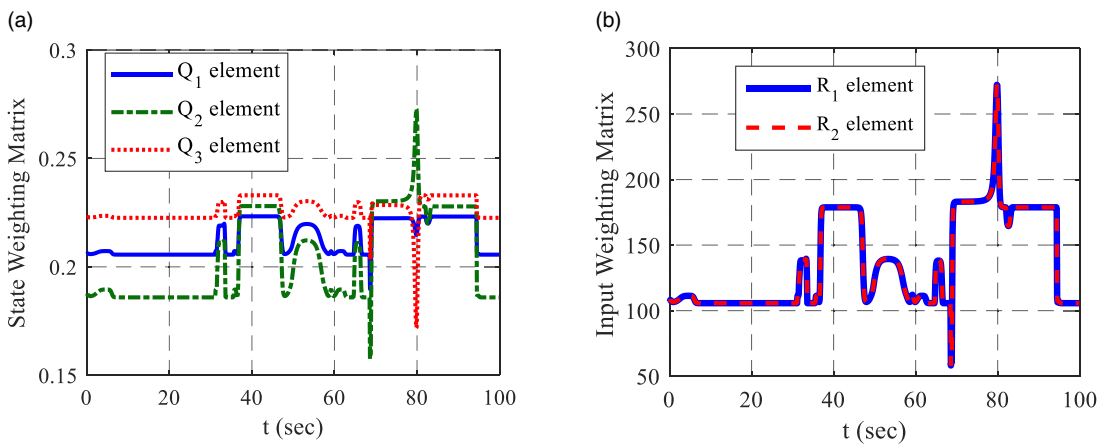 (a)
State Weighting Matrix
0.3
0.25
0.2
0.15
Q1 element
Q2 element
Q3 element
0 20 40 60 80 100
t (sec)
(b)
Input Weighting Matrix
300
250
200
150
100
50
R1 element
R2 element
0 20 40 60 80 100
t (sec)